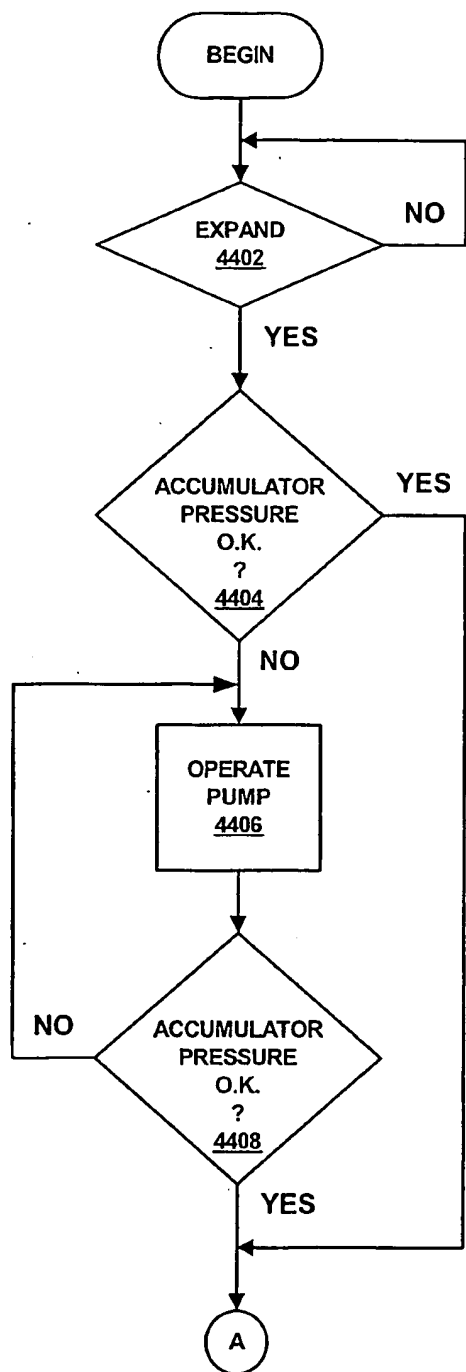 BEGIN
NO
EXPAND
4402
YES
ACCUMULATOR
PRESSURE
O.K.
?
4404
YES
NO
OPERATE
PUMP
4406
NO
ACCUMULATOR
PRESSURE
O.K.
?
4408
YES
A